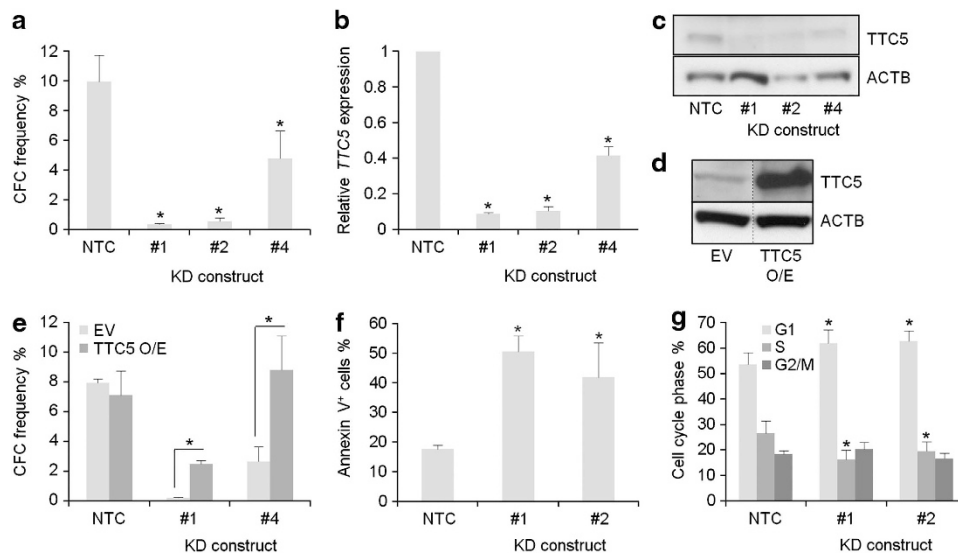 a
CFC frequency %
12
10
8
6
4
2
0
*
*
*
NTC
#1
#2
#4
KD construct
b
Relative TTC5 expression
1
0.8
0.6
0.4
0.2
0
*
*
*
NTC
#1
#2
#4
KD construct
c
TTC5
ACTB
NTC #1 #2 #4
KD construct
d
TTC5
ACTB
EV TTC5
O/E
e
CFC frequency %
12
10
8
6
4
2
0
EV
TTC5 O/E
*
*
NTC
#1
#4
KD construct
f
Annexin V+ cells %
60
50
40
30
20
10
0
*
*
NTC
#1
#2
KD construct
g
Cell cycle phase %
70
60
50
40
30
20
10
0
G1
S
G2/M
*
*
*
*
NTC
#1
#2
KD construct